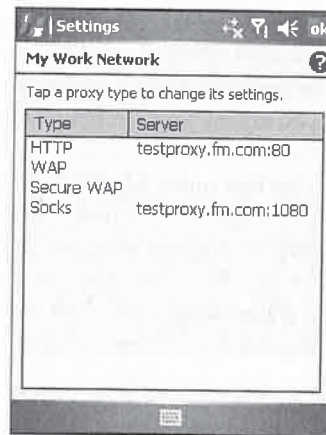 Settings
ok
My Work Network
?
Tap a proxy type to change its settings.
Type Server
HTTP testproxy.fm.com:80
WAP
Secure WAP
Socks testproxy.fm.com:1080